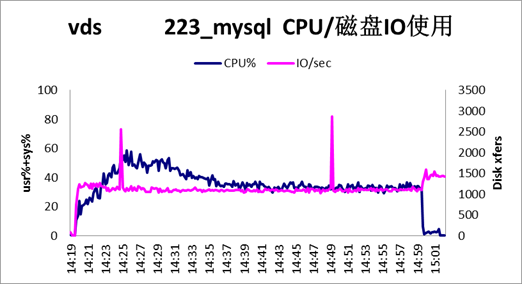 vds 223_mysql CPU/磁盘IO使用
CPU% IO/sec
usr%+sys%
100
80
60
40
20
0
3500
3000
2500
2000
1500
1000
500
0
Disk xfers
14:19 14:21 14:23 14:25 14:27 14:29 14:31 14:33 14:35 14:37 14:39 14:41 14:43 14:45 14:47 14:49 14:51 14:53 14:55 14:57 14:59 15:01